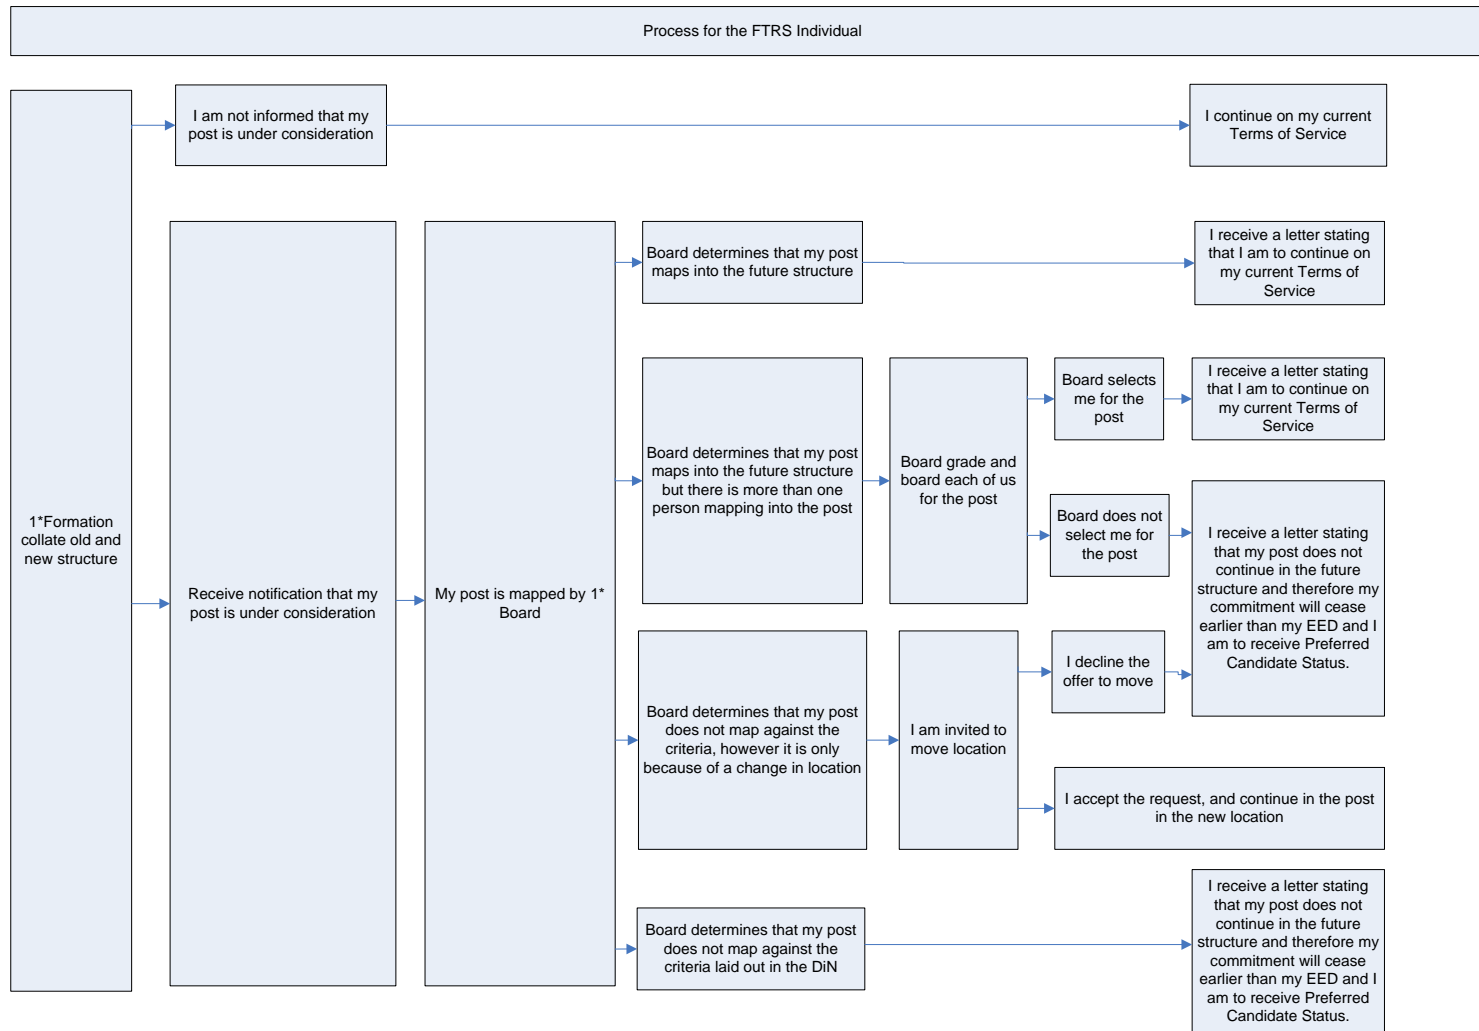 Process for the FTRS Individual
I am not informed that my
post is under consideration
I continue on my current
Terms of Service
1*Formation
collate old and
new structure
Receive notification that my
post is under consideration
My post is mapped by 1*
Board
Board determines that my post
maps into the future structure
I receive a letter stating
that I am to continue on
my current Terms of
Service
Board determines that my post
maps into the future structure
but there is more than one
person mapping into the post
Board grade and
board each of us
for the post
Board selects
me for the
post
I receive a letter stating
that I am to continue on
my current Terms of
Service
Board does not
select me for
the post
I receive a letter stating
that my post does not
continue in the future
structure and therefore my
commitment will cease
earlier than my EED and I
am to receive Preferred
Candidate Status.
Board determines that my post
does not map against the
criteria, however it is only
because of a change in location
I am invited to
move location
I decline the
offer to move
I accept the request, and continue in the post
in the new location
Board determines that my post
does not map against the
criteria laid out in the DiN
I receive a letter stating
that my post does not
continue in the future
structure and therefore my
commitment will cease
earlier than my EED and I
am to receive Preferred
Candidate Status.